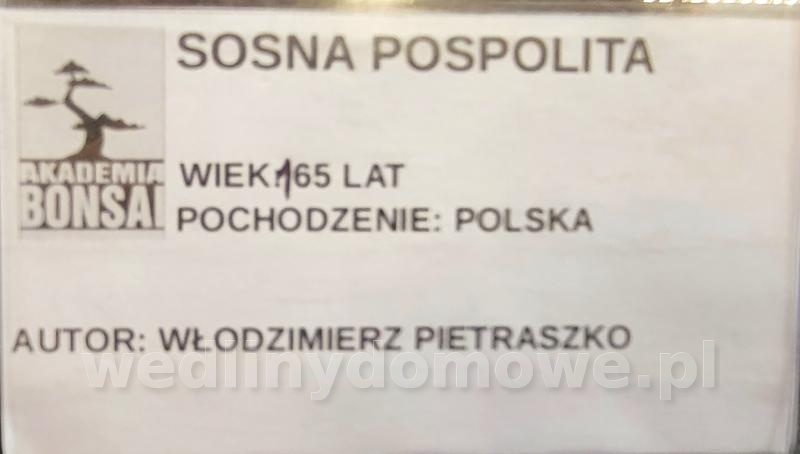 SOSNA POSPOLITA
AKADEMIA
BONSAI
WIEK:165 LAT
POCHODZENIE: POLSKA
AUTOR: WŁODZIMIERZ PIETRASZKO
wedlinydomowe.pl